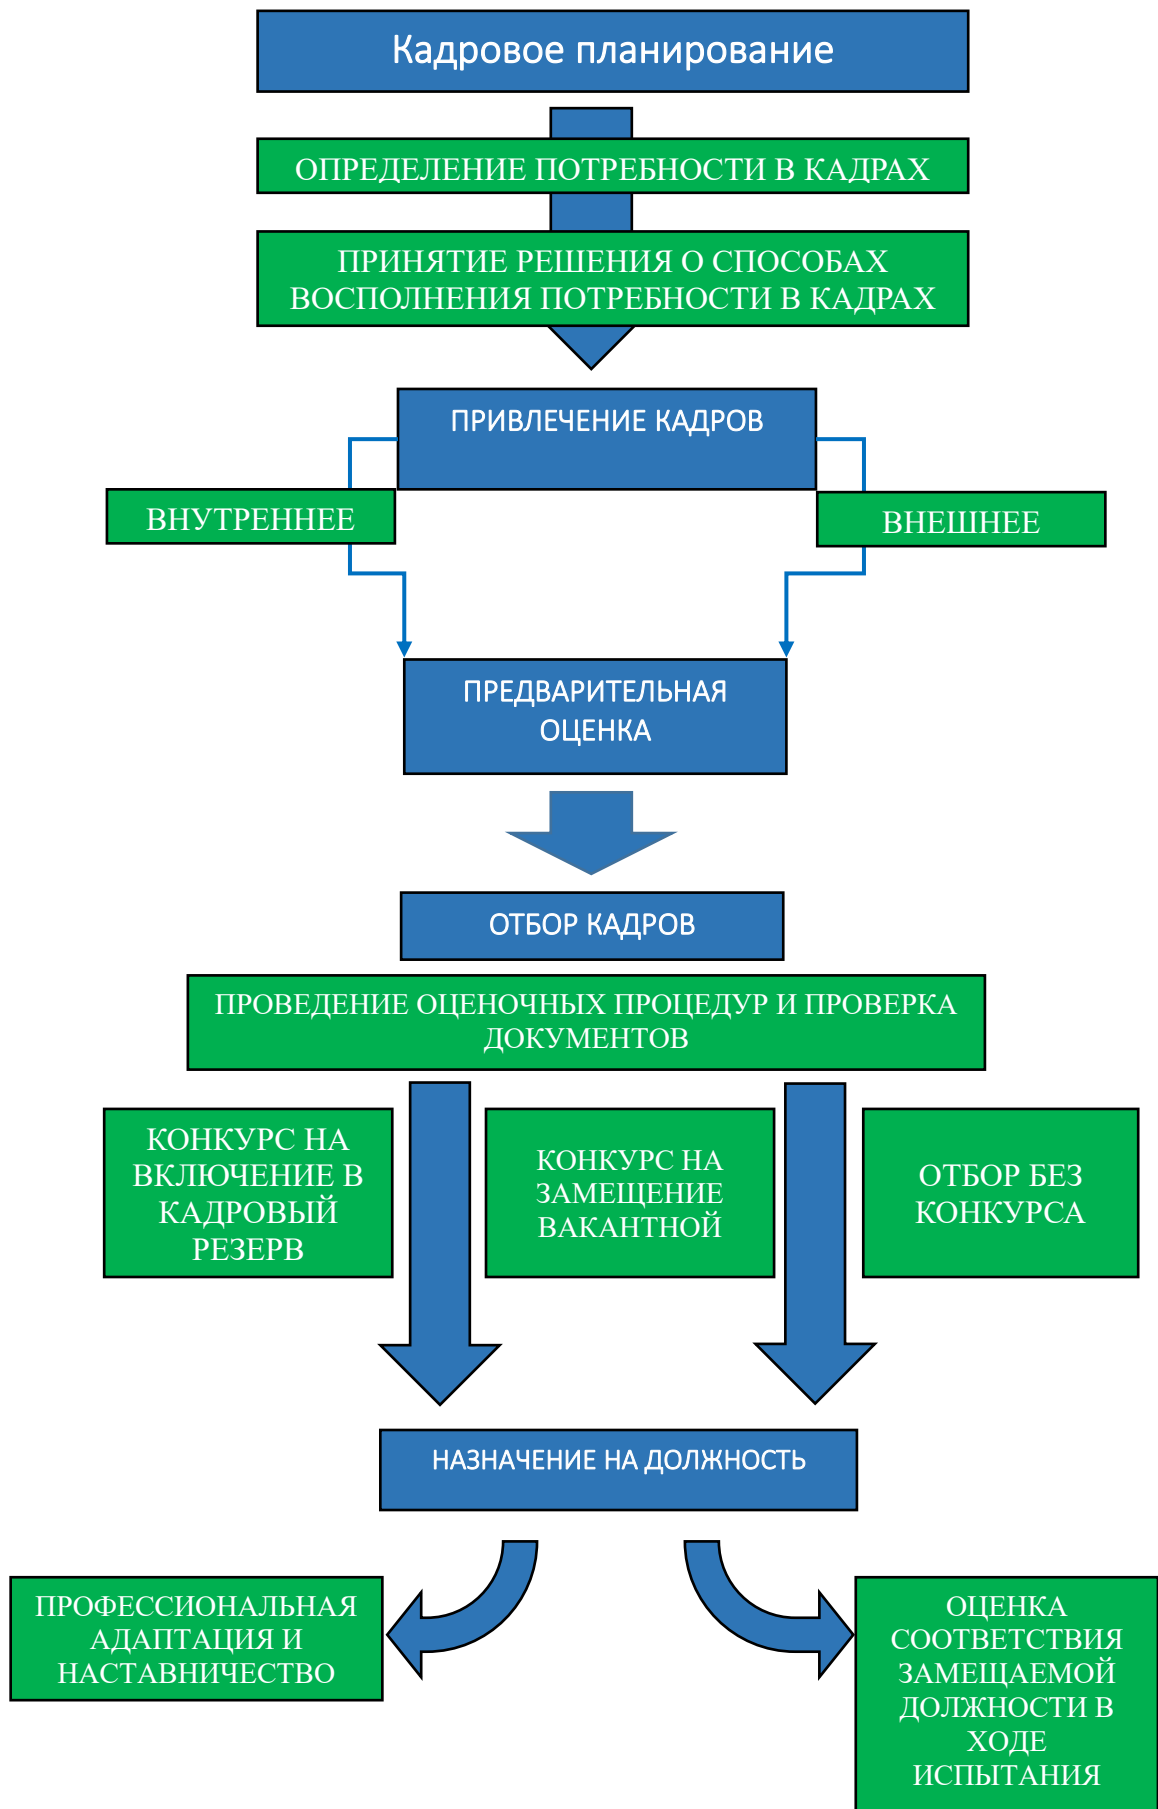 Кадровое планирование
ОПРЕДЕЛЕНИЕ ПОТРЕБНОСТИ В КАДРАХ
ПРИНЯТИЕ РЕШЕНИЯ О СПОСОБАХ
ВОСПОЛНЕНИЯ ПОТРЕБНОСТИ В КАДРАХ
ПРИВЛЕЧЕНИЕ КАДРОВ
ВНУТРЕННЕЕ
ВНЕШНЕЕ
ПРЕДВАРИТЕЛЬНАЯ
ОЦЕНКА
ОТБОР КАДРОВ
ПРОВЕДЕНИЕ ОЦЕНОЧНЫХ ПРОЦЕДУР И ПРОВЕРКА
ДОКУМЕНТОВ
КОНКУРС НА
ВКЛЮЧЕНИЕ В
КАДРОВЫЙ
РЕЗЕРВ
КОНКУРС НА
ЗАМЕЩЕНИЕ
ВАКАНТНОЙ
ОТБОР БЕЗ
КОНКУРСА
НАЗНАЧЕНИЕ НА ДОЛЖНОСТЬ
ПРОФЕССИОНАЛЬНАЯ
АДАПТАЦИЯ И
НАСТАВНИЧЕСТВО
ОЦЕНКА
СООТВЕТСТВИЯ
ЗАМЕЩАЕМОЙ
ДОЛЖНОСТИ В
ХОДЕ
ИСПЫТАНИЯ